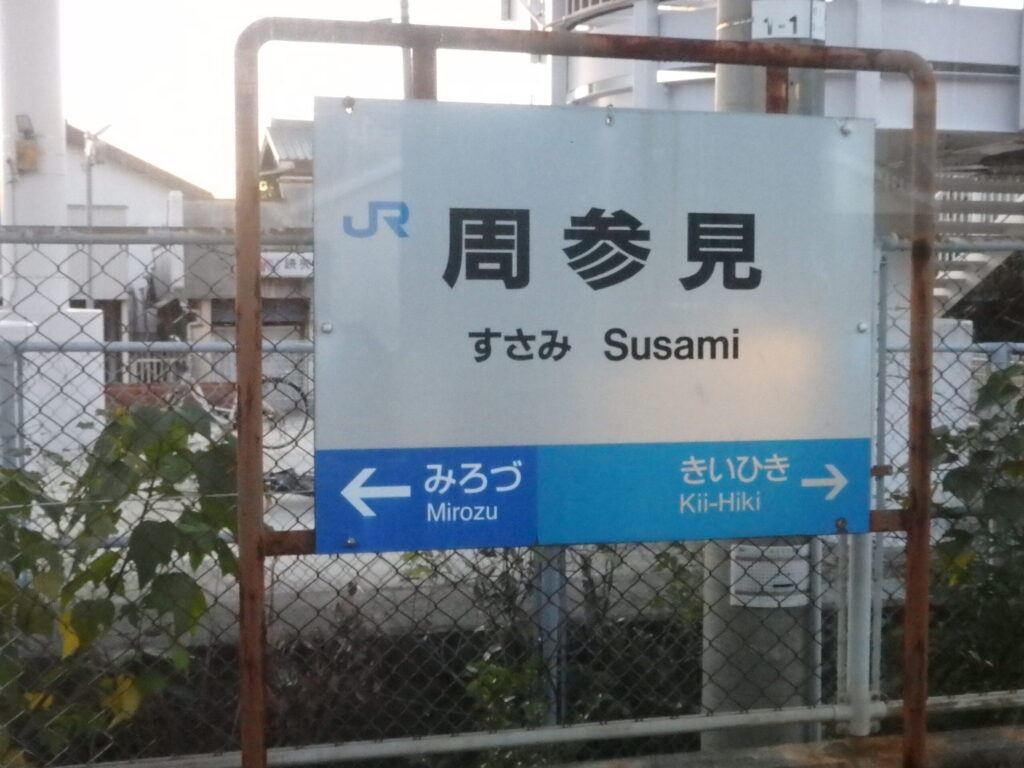 1-1
JR
周参見
すさみ Susami
← みろづ
Mirozu
きいひき →
Kii-Hiki